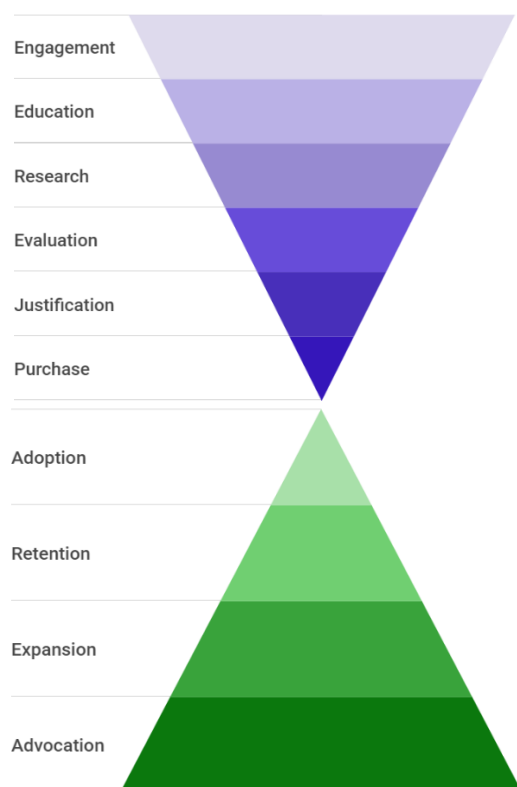 Engagement
Education
Research
Evaluation
Justification
Purchase
Adoption
Retention
Expansion
Advocation